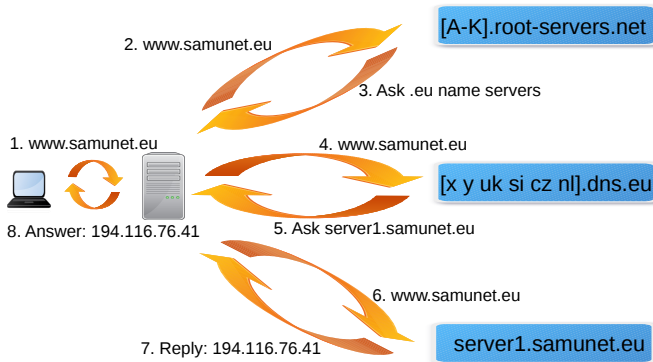 [A-K].root-servers.net
2. www.samunet.eu
3. Ask .eu name servers
1. www.samunet.eu
4. www.samunet.eu
[x y uk si cz nl].dns.eu
8. Answer: 194.116.76.41
5. Ask server1.samunet.eu
6. www.samunet.eu
7. Reply: 194.116.76.41
server1.samunet.eu